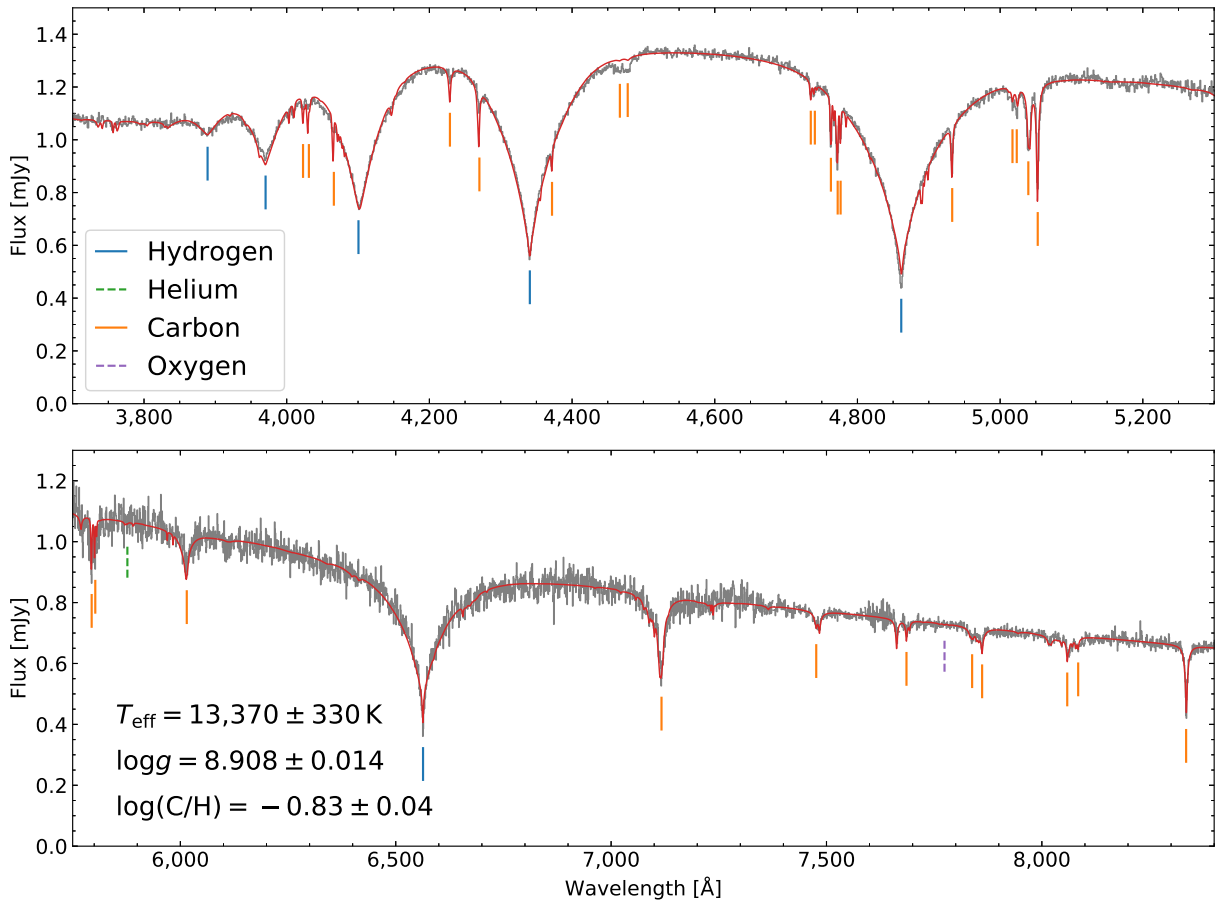 1.4
1.2
1.0
0.8
0.6
0.4
0.2
0.0
Flux [mJy]
Hydrogen
Helium
Carbon
Oxygen
3,800 4,000 4,200 4,400 4,600 4,800 5,000 5,200
1.2
1.0
0.8
0.6
0.4
0.2
0.0
Flux [mJy]
T_eff = 13,370 ± 330 K
log g = 8.908 ± 0.014
log(C/H) = −0.83 ± 0.04
6,000 6,500 7,000 7,500 8,000
Wavelength [Å]